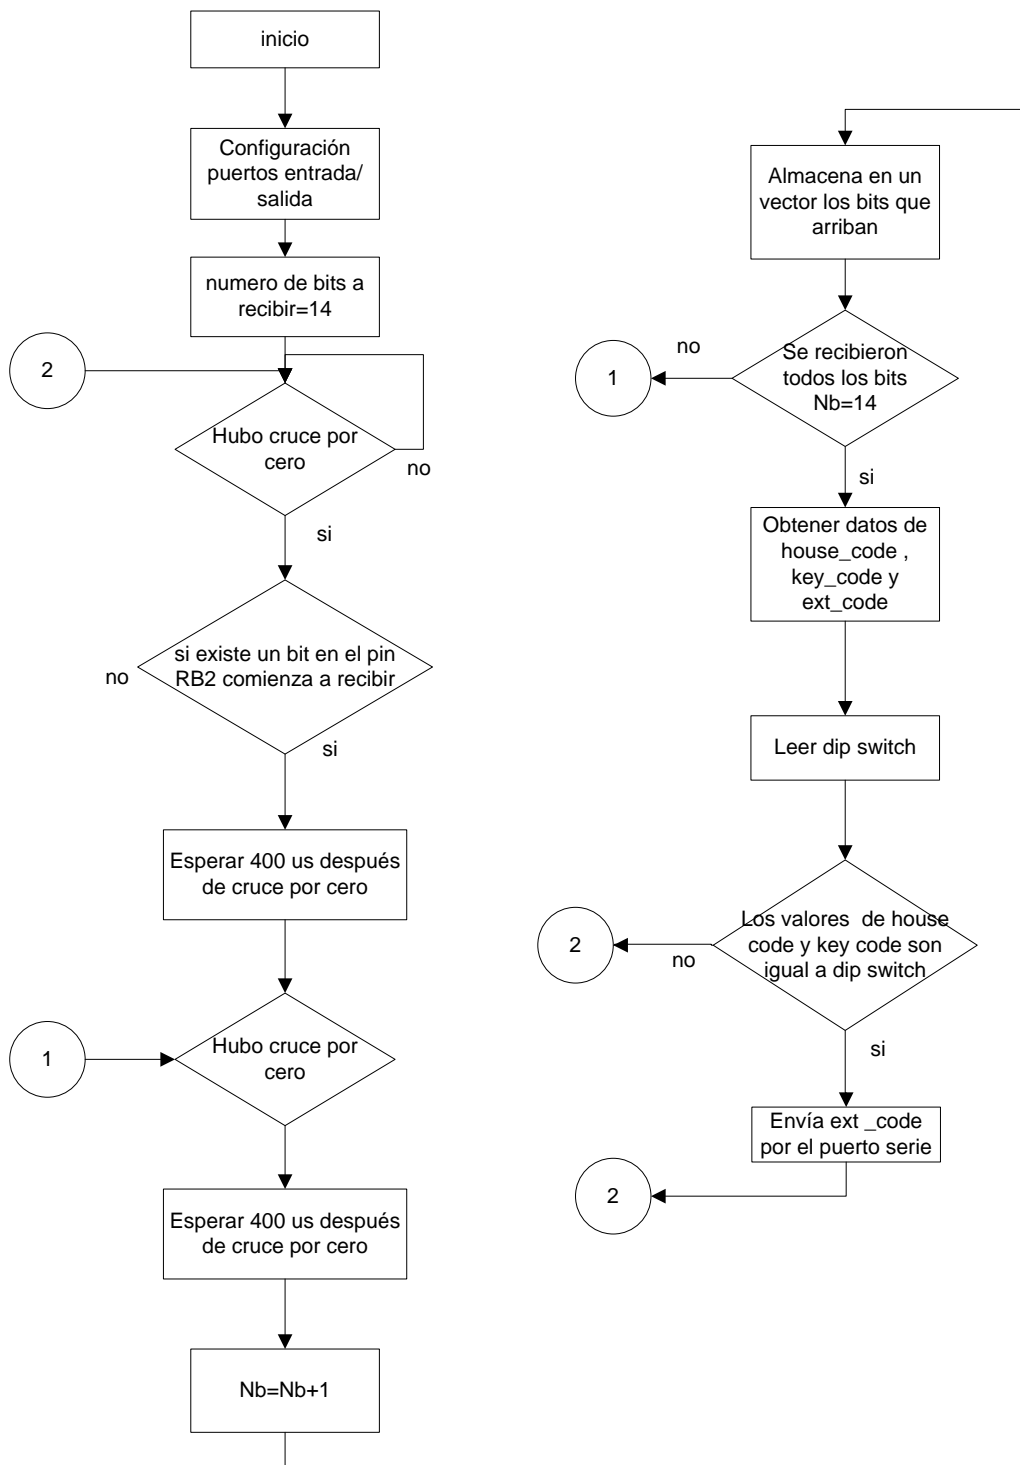 inicio
Configuración
puertos entrada/
salida
numero de bits a
recibir=14
2
Hubo cruce por
cero
no
si
si existe un bit en el pin
RB2 comienza a recibir
no
si
Esperar 400 us después
de cruce por cero
1
Hubo cruce por
cero
Esperar 400 us después
de cruce por cero
Nb=Nb+1
Almacena en un
vector los bits que
arriban
no
1
Se recibieron
todos los bits
Nb=14
si
Obtener datos de
house_code ,
key_code y
ext_code
Leer dip switch
2
no
Los valores  de house
code y key code son
igual a dip switch
si
Envía ext _code
por el puerto serie
2